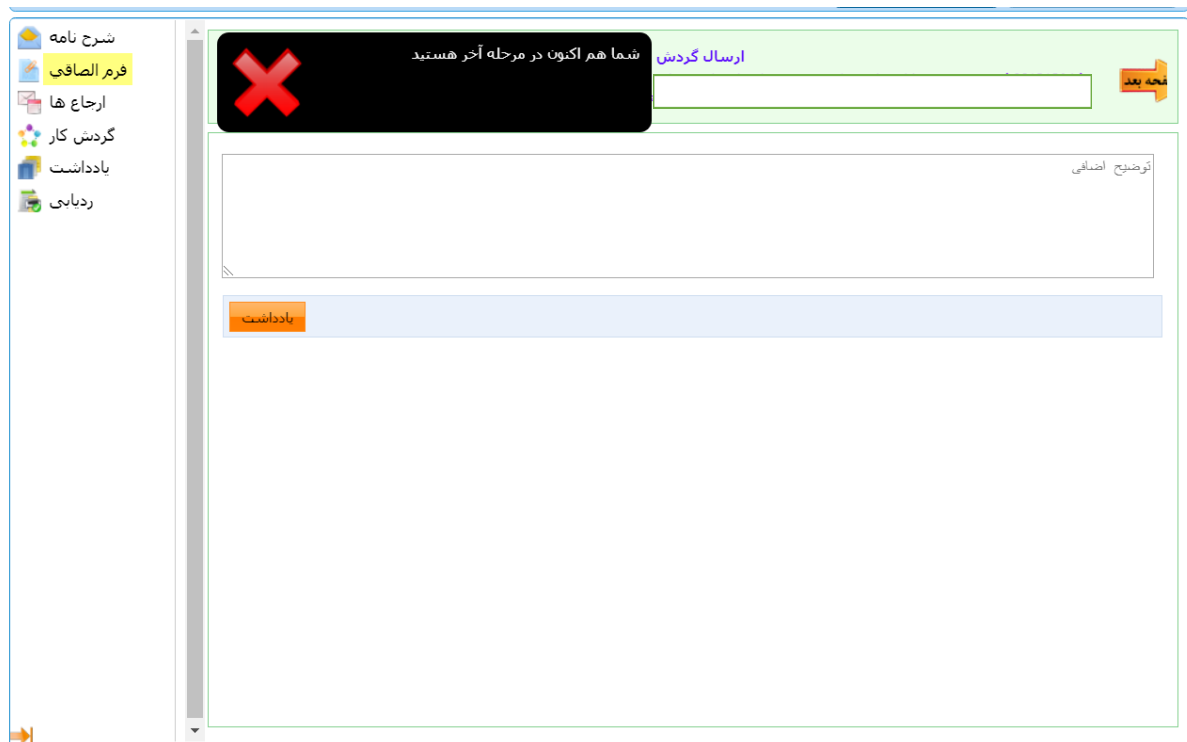 شرح نامه
فرم الصاقی
ارجاع ها
گردش کار
یادداشت
ردیابی
ارسال گردش
شما هم اکنون در مرحله آخر هستید
فحه بعد
توضیح اضافی
یادداشت